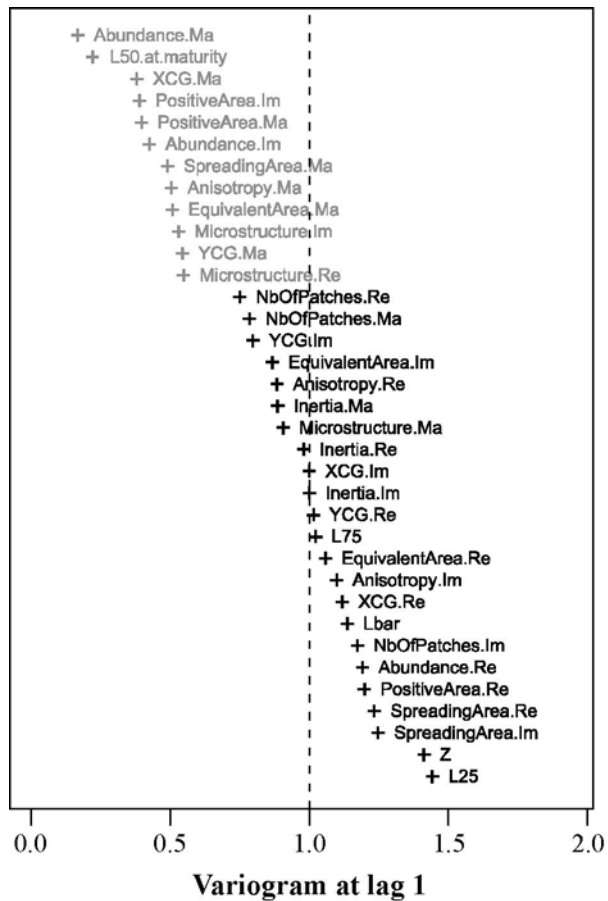 Abundance.Ma
L50.at.maturity
XCG.Ma
PositiveArea.Im
PositiveArea.Ma
Abundance.Im
SpreadingArea.Ma
Anisotropy.Ma
EquivalentArea.Ma
Microstructure.Im
YCG.Ma
Microstructure.Re
NbOfPatches.Re
NbOfPatches.Ma
YCG.Im
EquivalentArea.Im
Anisotropy.Re
Inertia.Ma
Microstructure.Ma
Inertia.Re
XCG.Im
Inertia.Im
YCG.Re
L75
EquivalentArea.Re
Anisotropy.Im
XCG.Re
Lbar
NbOfPatches.Im
Abundance.Re
PositiveArea.Re
SpreadingArea.Re
SpreadingArea.Im
Z
L25
0.0 0.5 1.0 1.5 2.0
Variogram at lag 1